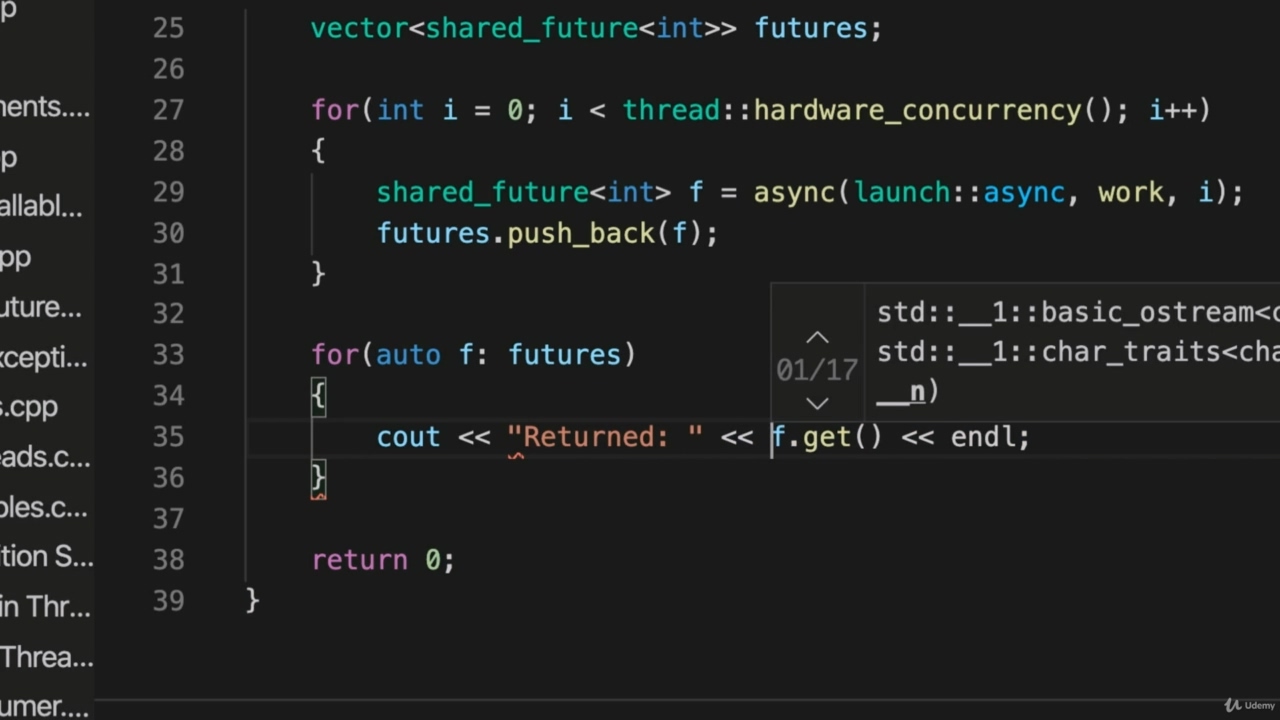 p
25 vector<shared_future<int>> futures;
26
ments....
27 for(int i = 0; i < thread::hardware_concurrency(); i++)
28 {
pp
29 shared_future<int> f = async(launch::async, work, i);
allabl...
30 futures.push_back(f);
pp
31 }
uture...
32
std::__1::basic_ostream<c
01/17
std::__1::char_traits<cha
__n)
33 for(auto f: futures)
xcepti...
34 {
s.cpp
35 cout << "Returned: " << f.get() << endl;
eads.c...
36 }
bles.c...
37
38 return 0;
tion S...
39 }
in Thr...
Threa...
umer....
Udemy